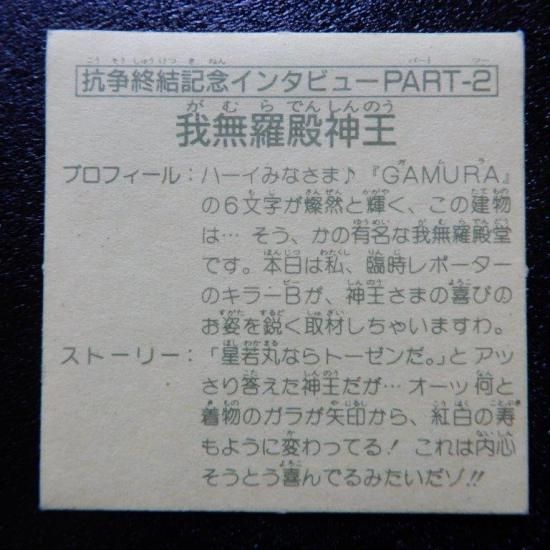 抗争終結記念インタビューPART-2
我無羅殿神王
プロフィール：ハーイみなさま♪『GAMURA』
の6文字が燦然と輝く、この建物
は…そう、かの有名な我無羅殿堂
です。本日は私、臨時レポーター
のキラーBが、神王さまの喜びの
お姿を鋭く取材しちゃいますわ。
ストーリー：「星若丸ならトーゼンだ。」とアッ
さり答えた神王だが…オーッ何と
着物のガラが矢印から、紅白の寿
もように変わってる！これは内心
そうとう喜んでるみたいだゾ!!